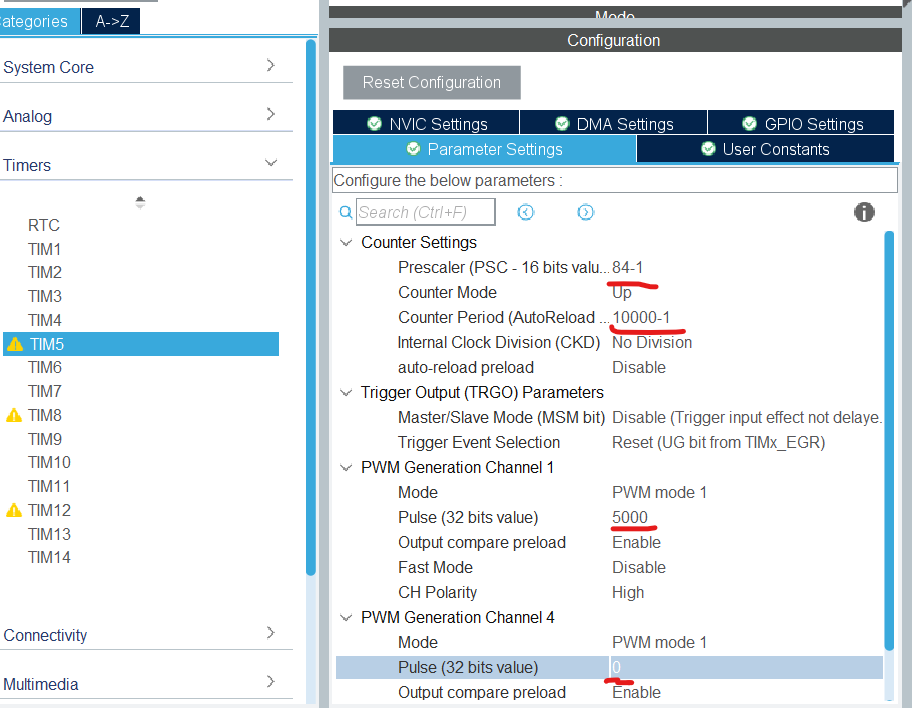 ategories
A->Z
System Core
Analog
Timers
RTC
TIM1
TIM2
TIM3
TIM4
TIM5
TIM6
TIM7
TIM8
TIM9
TIM10
TIM11
TIM12
TIM13
TIM14
Connectivity
Multimedia
Mode
Configuration
Reset Configuration
NVIC Settings
DMA Settings
GPIO Settings
Parameter Settings
User Constants
Configure the below parameters :
Search (Ctrl+F)
Counter Settings
Prescaler (PSC - 16 bits valu... 84-1
Counter Mode Up
Counter Period (AutoReload ... 10000-1
Internal Clock Division (CKD) No Division
auto-reload preload Disable
Trigger Output (TRGO) Parameters
Master/Slave Mode (MSM bit) Disable (Trigger input effect not delaye.
Trigger Event Selection Reset (UG bit from TIMx_EGR)
PWM Generation Channel 1
Mode PWM mode 1
Pulse (32 bits value) 5000
Output compare preload Enable
Fast Mode Disable
CH Polarity High
PWM Generation Channel 4
Mode PWM mode 1
Pulse (32 bits value) 0
Output compare preload Enable